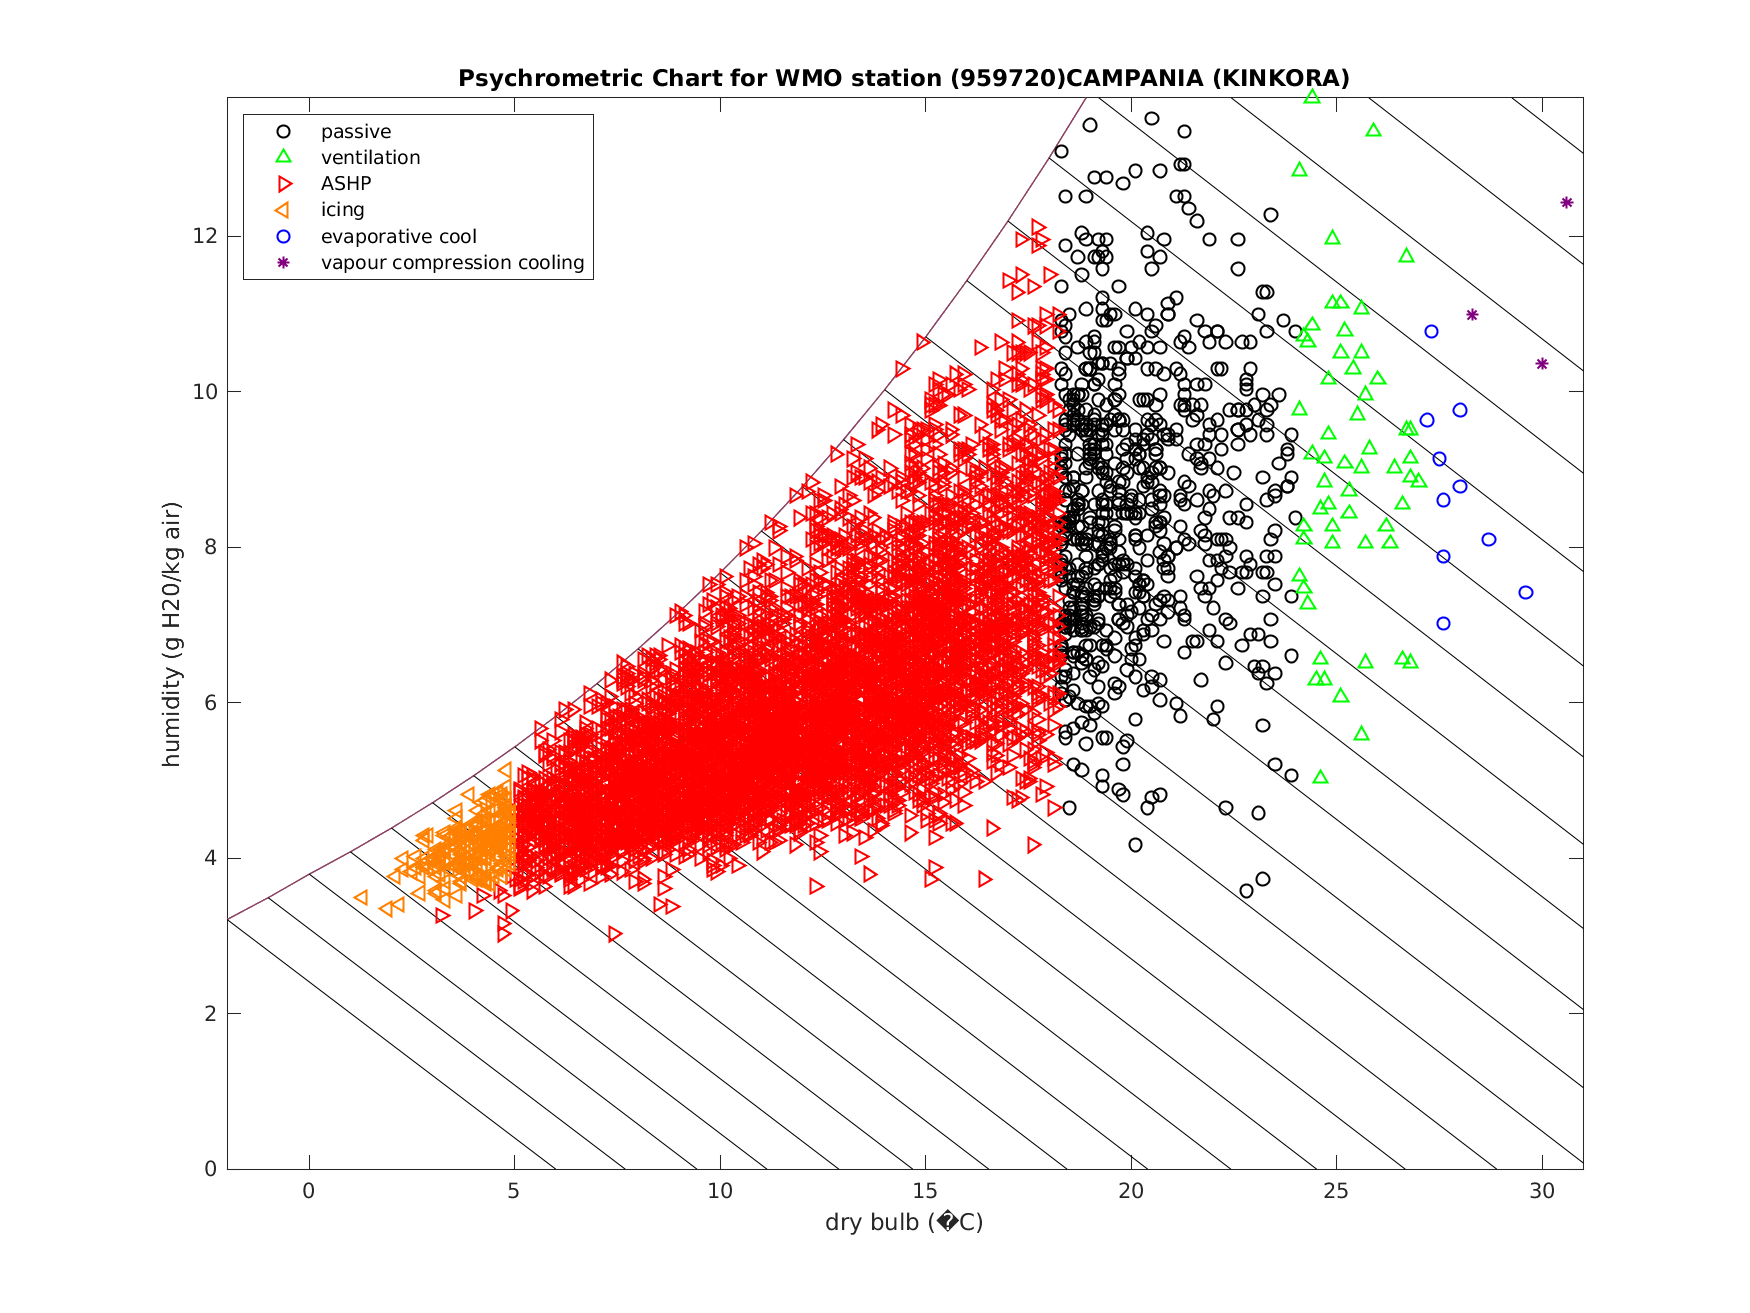 Psychrometric Chart for WMO station (959720)CAMPANIA (KINKORA)
passive
ventilation
ASHP
icing
evaporative cool
vapour compression cooling
12
10
8
6
4
2
0
humidity (g H20/kg air)
0 5 10 15 20 25 30
dry bulb (�C)